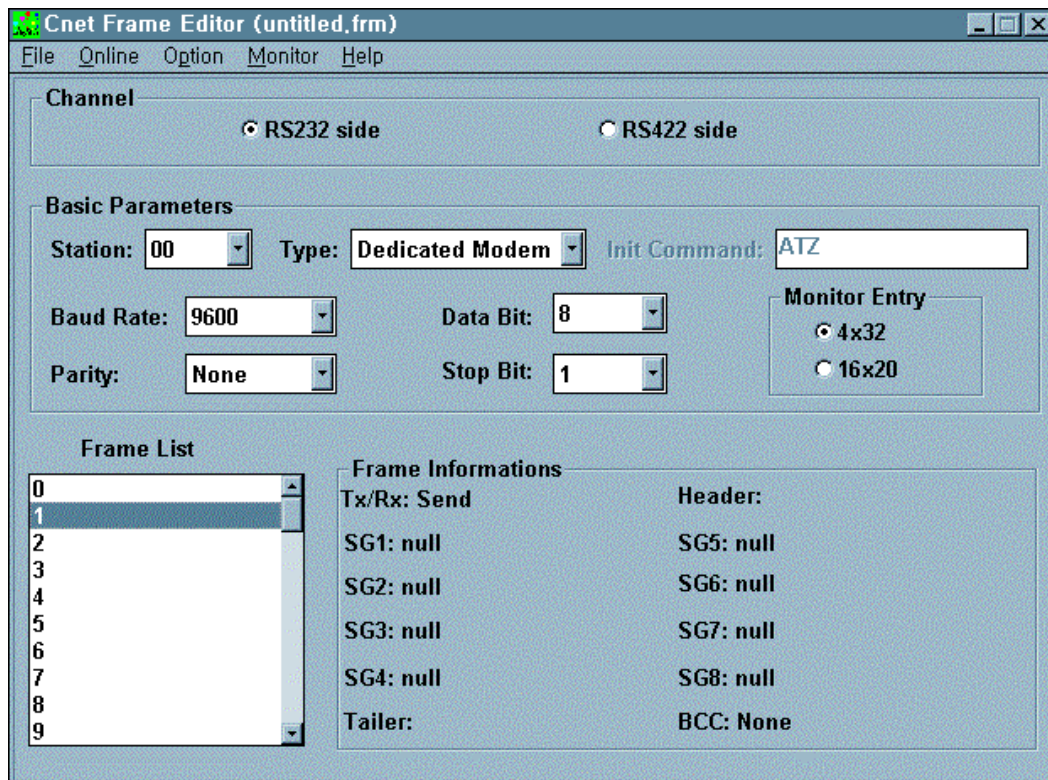 Cnet Frame Editor (untitled.frm)
File Online Option Monitor Help
Channel
RS232 side RS422 side
Basic Parameters
Station: 00 Type: Dedicated Modem Init Command: ATZ
Baud Rate: 9600 Data Bit: 8 Monitor Entry
4x32
Parity: None Stop Bit: 1 16x20
Frame List
Frame Informations
0
1
2
3
4
5
6
7
8
9
Tx/Rx: Send Header:
SG1: null SG5: null
SG2: null SG6: null
SG3: null SG7: null
SG4: null SG8: null
Tailer: BCC: None